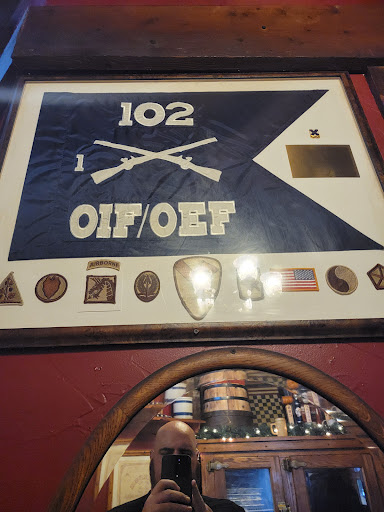 102
1
OIF/OEF
AIRBORNE